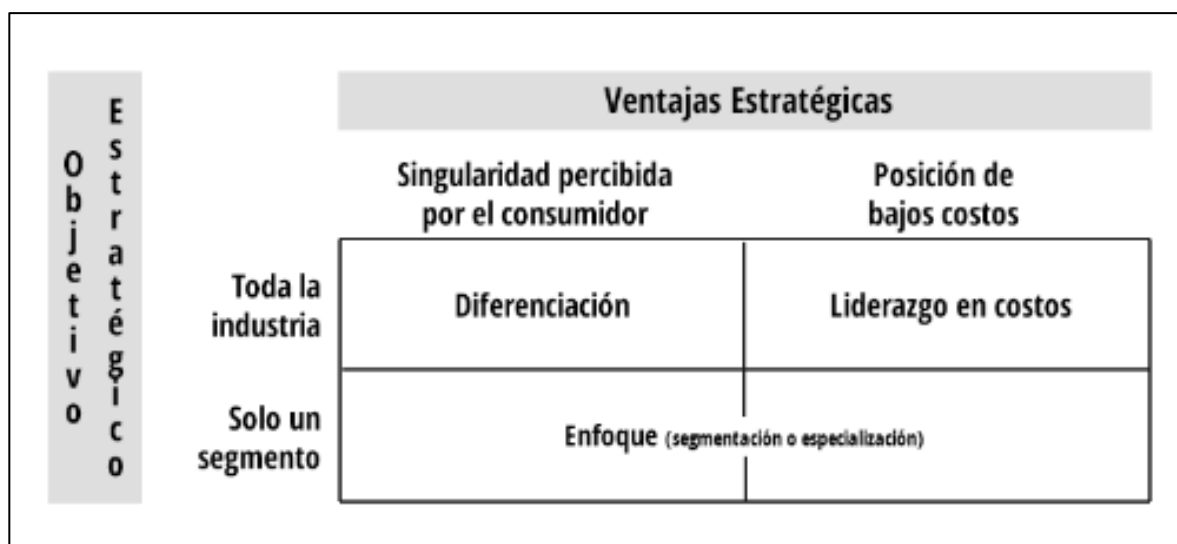 Objetivo
Estratégico
Ventajas Estratégicas
Singularidad percibida
por el consumidor
Posición de
bajos costos
Toda la
industria
Diferenciación
Liderazgo en costos
Solo un
segmento
Enfoque (segmentación o especialización)